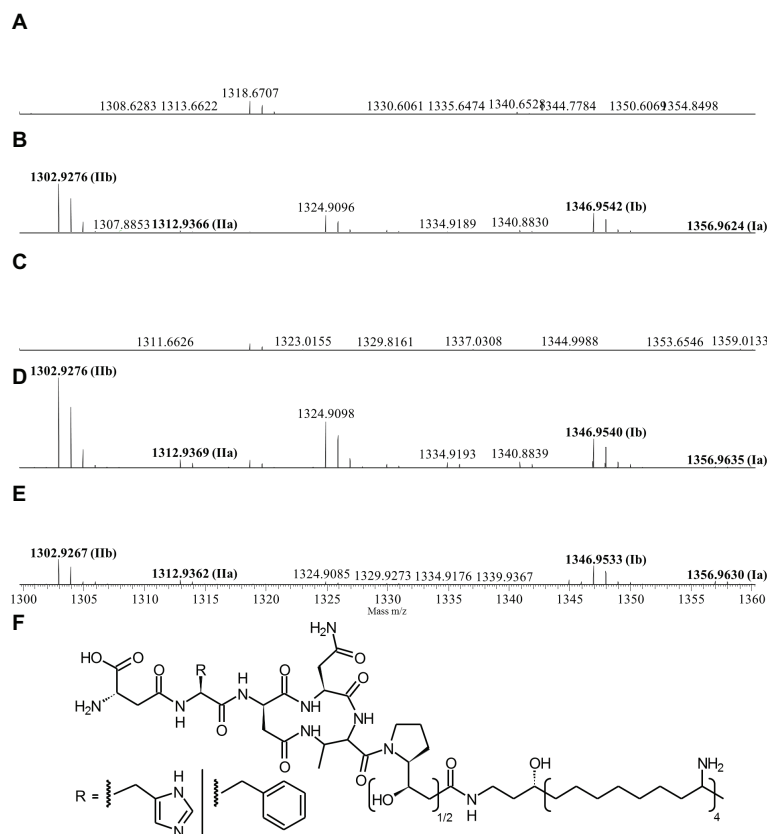 A
1318.6707
1308.6283 1313.6622 1330.6061 1335.6474 1340.6528 1344.7784 1350.6069 1354.8498
B
1302.9276 (IIb)
1307.8853 1312.9366 (IIa) 1324.9096 1334.9189 1340.8830 1346.9542 (Ib) 1356.9624 (Ia)
C
1311.6626 1323.0155 1329.8161 1337.0308 1344.9988 1353.6546 1359.0133
D
1302.9276 (IIb)
1312.9369 (IIa) 1324.9098 1334.9193 1340.8839 1346.9540 (Ib) 1356.9635 (Ia)
E
1302.9267 (IIb)
1312.9362 (IIa) 1324.9085 1329.9273 1334.9176 1339.9367 1346.9533 (Ib) 1356.9630 (Ia)
1300 1305 1310 1315 1320 1325 1330 1335 1340 1345 1350 1355 1360
Mass m/z
F
H2N
HO O R O H N O O
H2N O N H O N H O NH
O N H O N O
R = H N N HO 1/2 O N H OH NH2 4